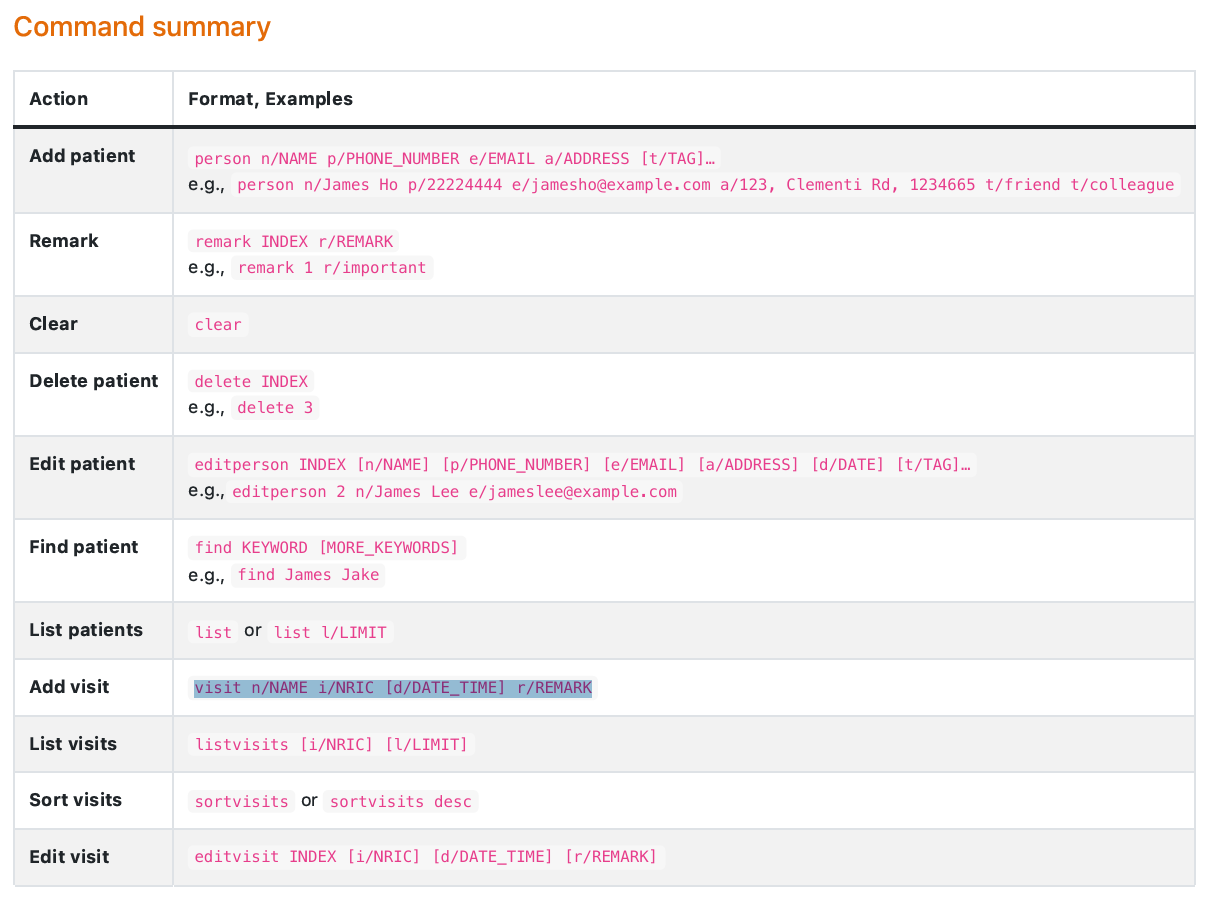 Command summary
Action
Format, Examples
Add patient
person n/NAME p/PHONE_NUMBER e/EMAIL a/ADDRESS [t/TAG]…
e.g., person n/James Ho p/22224444 e/jamesho@example.com a/123, Clementi Rd, 1234665 t/friend t/colleague
Remark
remark INDEX r/REMARK
e.g., remark 1 r/important
Clear
clear
Delete patient
delete INDEX
e.g., delete 3
Edit patient
editperson INDEX [n/NAME] [p/PHONE_NUMBER] [e/EMAIL] [a/ADDRESS] [d/DATE] [t/TAG]…
e.g., editperson 2 n/James Lee e/jameslee@example.com
Find patient
find KEYWORD [MORE_KEYWORDS]
e.g., find James Jake
List patients
list or list l/LIMIT
Add visit
visit n/NAME i/NRIC [d/DATE_TIME] r/REMARK
List visits
listvisits [i/NRIC] [l/LIMIT]
Sort visits
sortvisits or sortvisits desc
Edit visit
editvisit INDEX [i/NRIC] [d/DATE_TIME] [r/REMARK]